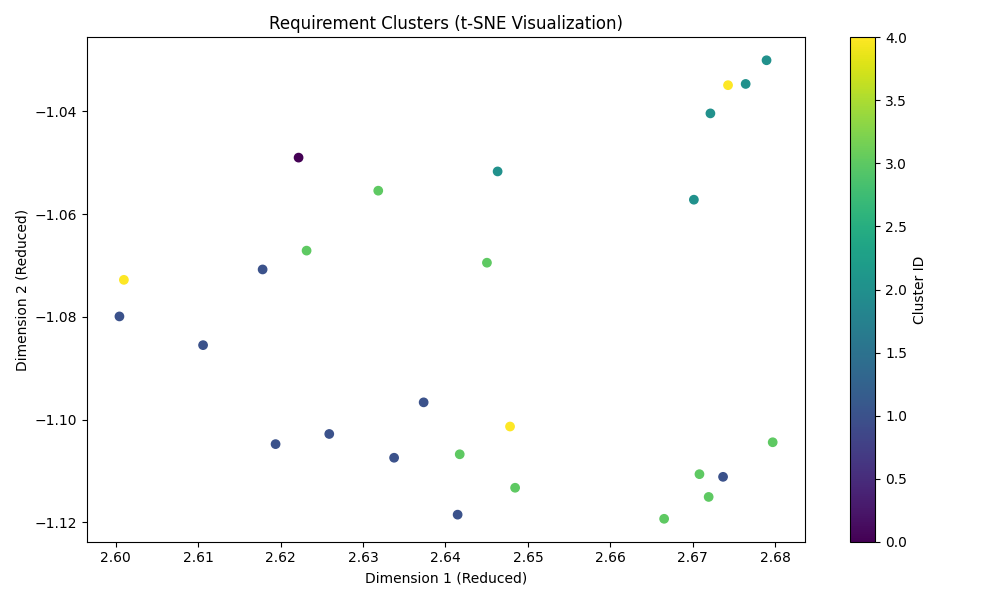 Requirement Clusters (t-SNE Visualization)
Dimension 2 (Reduced)
−1.04
−1.06
−1.08
−1.10
−1.12
2.60 2.61 2.62 2.63 2.64 2.65 2.66 2.67 2.68
Dimension 1 (Reduced)
4.0
3.5
3.0
2.5
2.0
1.5
1.0
0.5
0.0
Cluster ID